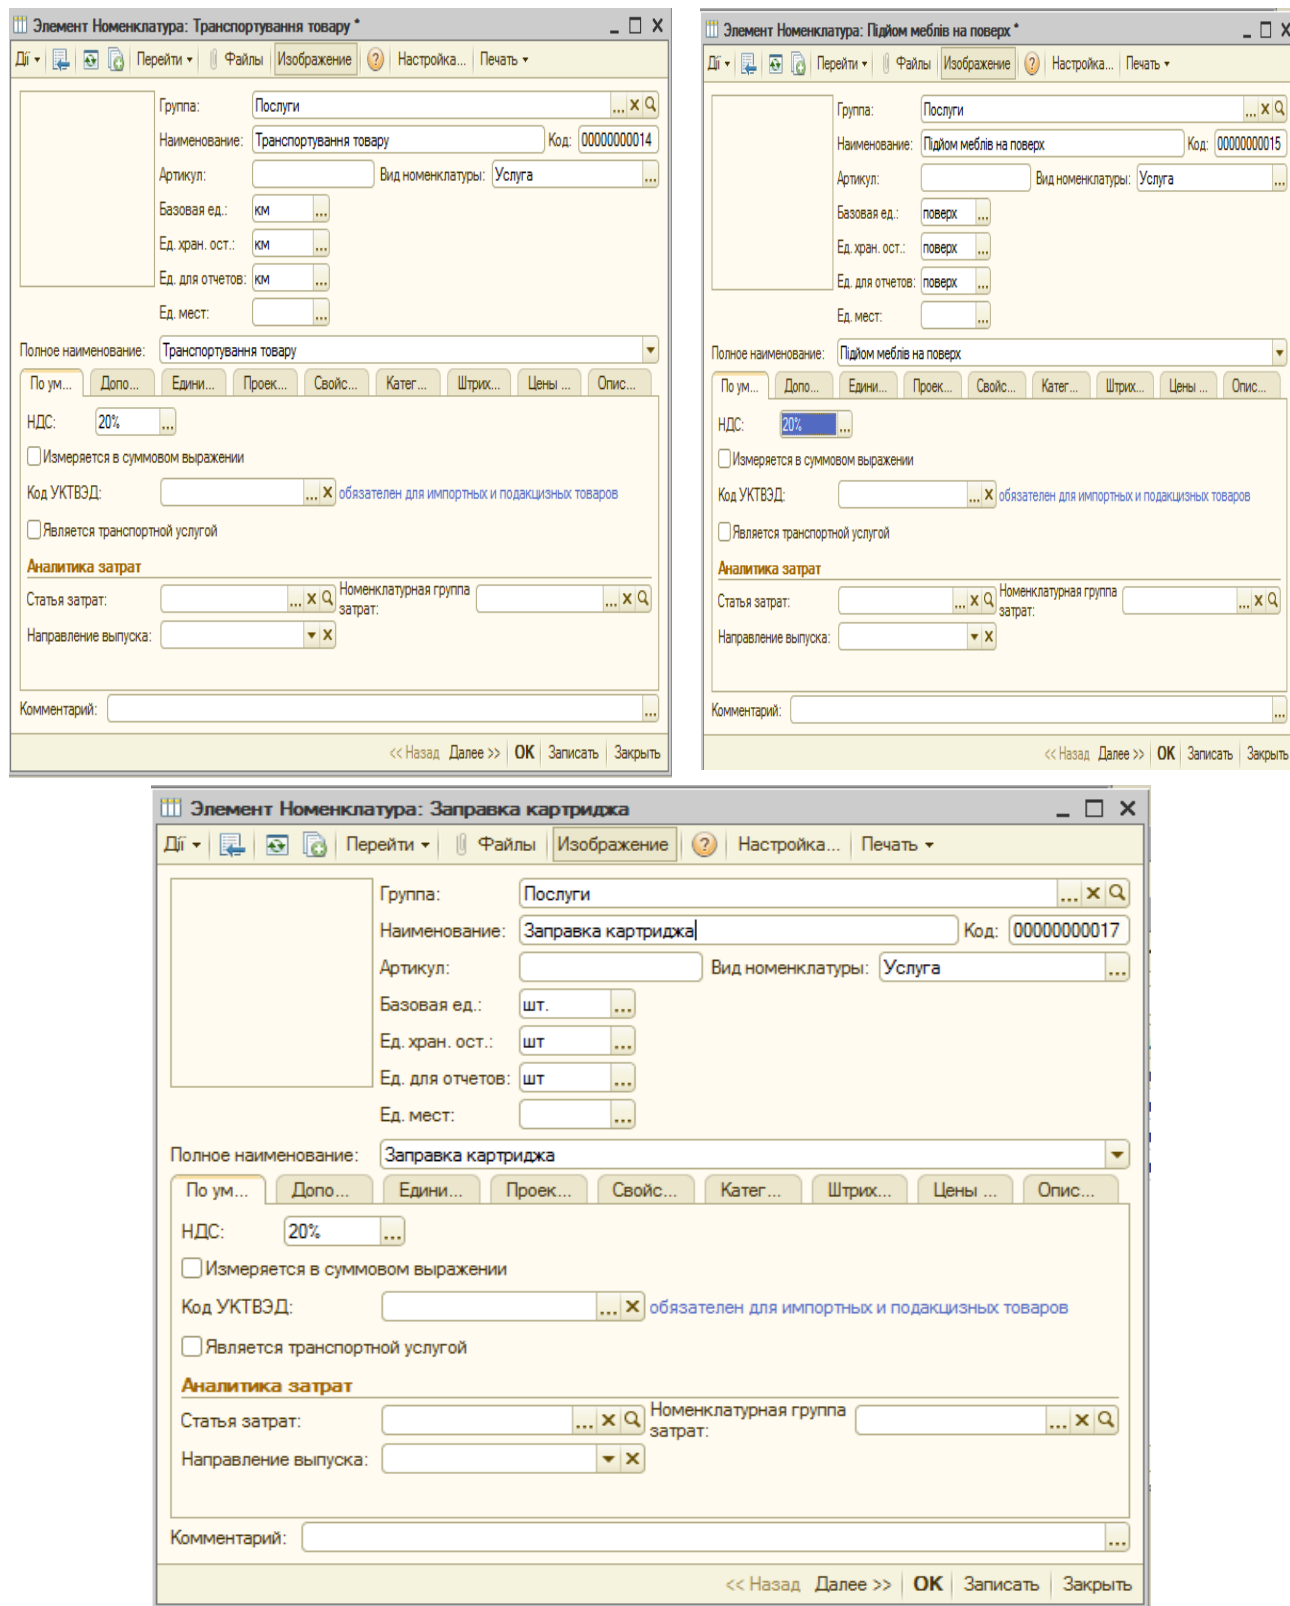 Элемент Номенклатура: Транспортування товару *
Дії Перейти Файлы Изображение ? Настройка... Печать
Группа: Послуги ... X
Наименование: Транспортування товару Код: 00000000014
Артикул: Вид номенклатуры: Услуга ...
Базовая ед.: км ...
Ед. хран. ост.: км ...
Ед. для отчетов: км ...
Ед. мест: ...
Полное наименование: Транспортування товару
По ум... Допо... Едини... Проек... Свойс... Катег... Штрих... Цены ... Опис...
НДС: 20% ...
Измеряется в суммовом выражении
Код УКТВЭД: ... X обязателен для импортных и подакцизных товаров
Является транспортной услугой
Аналитика затрат
Статья затрат: ... X Номенклатурная группа затрат: ... X
Направление выпуска: X
Комментарий: ...
<< Назад Далее >> OK Записать Закрыть
Элемент Номенклатура: Підйом меблів на поверх *
Дії Перейти Файлы Изображение ? Настройка... Печать
Группа: Послуги ... X
Наименование: Підйом меблів на поверх Код: 00000000015
Артикул: Вид номенклатуры: Услуга ...
Базовая ед.: поверх ...
Ед. хран. ост.: поверх ...
Ед. для отчетов: поверх ...
Ед. мест: ...
Полное наименование: Підйом меблів на поверх
По ум... Допо... Едини... Проек... Свойс... Катег... Штрих... Цены ... Опис...
НДС: 20% ...
Измеряется в суммовом выражении
Код УКТВЭД: ... X обязателен для импортных и подакцизных товаров
Является транспортной услугой
Аналитика затрат
Статья затрат: ... X Номенклатурная группа затрат: ... X
Направление выпуска: X
Комментарий: ...
<< Назад Далее >> OK Записать Закрыть
Элемент Номенклатура: Заправка картриджа
Дії Перейти Файлы Изображение ? Настройка... Печать
Группа: Послуги ... X
Наименование: Заправка картриджа Код: 00000000017
Артикул: Вид номенклатуры: Услуга ...
Базовая ед.: шт. ...
Ед. хран. ост.: шт ...
Ед. для отчетов: шт ...
Ед. мест: ...
Полное наименование: Заправка картриджа
По ум... Допо... Едини... Проек... Свойс... Катег... Штрих... Цены ... Опис...
НДС: 20% ...
Измеряется в суммовом выражении
Код УКТВЭД: ... X обязателен для импортных и подакцизных товаров
Является транспортной услугой
Аналитика затрат
Статья затрат: ... X Номенклатурная группа затрат: ... X
Направление выпуска: X
Комментарий: ...
<< Назад Далее >> OK Записать Закрыть